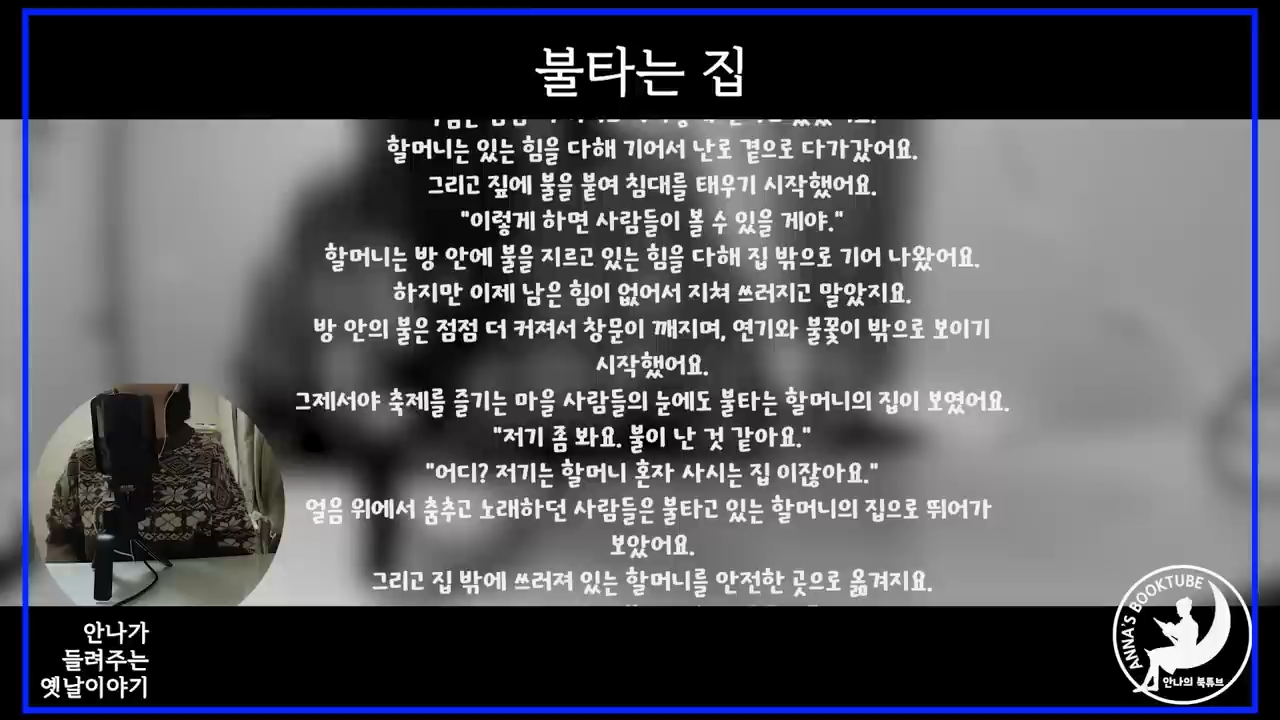 불타는 집
할머니는 있는 힘을 다해 기어서 난로 곁으로 다가갔어요.
그리고 짚에 불을 붙여 침대를 태우기 시작했어요.
"이렇게 하면 사람들이 볼 수 있을 게야."
할머니는 방 안에 불을 지르고 있는 힘을 다해 집 밖으로 기어 나왔어요.
하지만 이제 남은 힘이 없어서 지쳐 쓰러지고 말았지요.
방 안의 불은 점점 더 커져서 창문이 깨지며, 연기와 불꽃이 밖으로 보이기
시작했어요.
그제서야 축제를 즐기는 마을 사람들의 눈에도 불타는 할머니의 집이 보였어요.
"저기 좀 봐요. 불이 난 것 같아요."
"어디? 저기는 할머니 혼자 사시는 집 이잖아요."
얼음 위에서 춤추고 노래하던 사람들은 불타고 있는 할머니의 집으로 뛰어가
보았어요.
그리고 집 밖에 쓰러져 있는 할머니를 안전한 곳으로 옮겨지요.
안나가
들려주는
옛날이야기
ANNA'S BOOKTUBE
안나의 북튜브